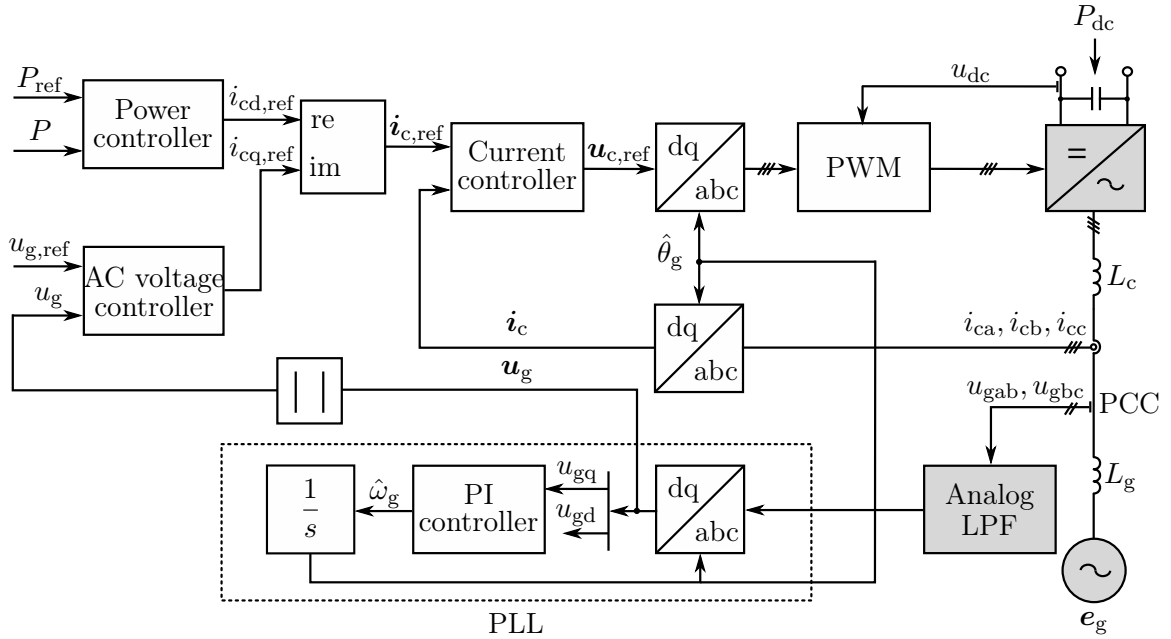 P_dc
u_dc
P_ref
P
Power
controller
i_cd,ref
i_cq,ref
re
im
i_c,ref
Current
controller
u_c,ref
dq
abc
PWM
=
∼
u_g,ref
u_g
AC voltage
controller
θ̂_g
L_c
i_c
dq
abc
i_ca, i_cb, i_cc
| |
u_g
u_gab, u_gbc
PCC
1
s
ω̂_g
PI
controller
u_gq
u_gd
dq
abc
Analog
LPF
L_g
∼
e_g
PLL